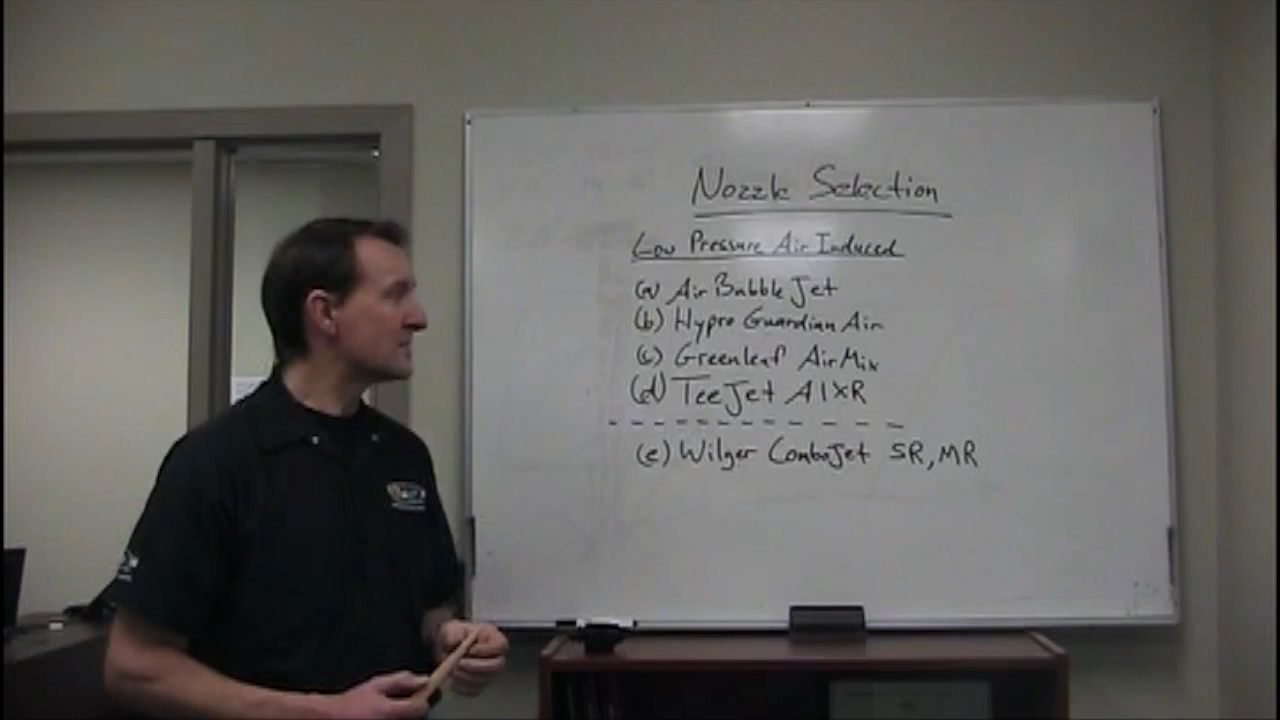 Nozzle Selection
Low Pressure Air Induced
(a) Air Bubble Jet
(b) Hypro Guardian Air
(c) Greenleaf AirMix
(d) TeeJet AIXR
(e) Wilger ComboJet SR, MR